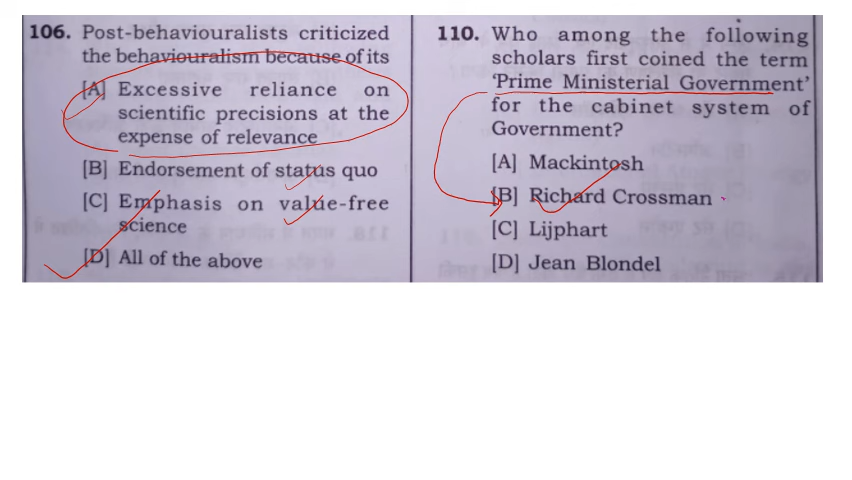 106. Post-behaviouralists criticized
the behaviouralism because of its
[A] Excessive reliance on
scientific precisions at the
expense of relevance
[B] Endorsement of status quo
[C] Emphasis on value-free
science
[D] All of the above
110. Who among the following
scholars first coined the term
'Prime Ministerial Government'
for the cabinet system of
Government?
[A] Mackintosh
[B] Richard Crossman
[C] Lijphart
[D] Jean Blondel